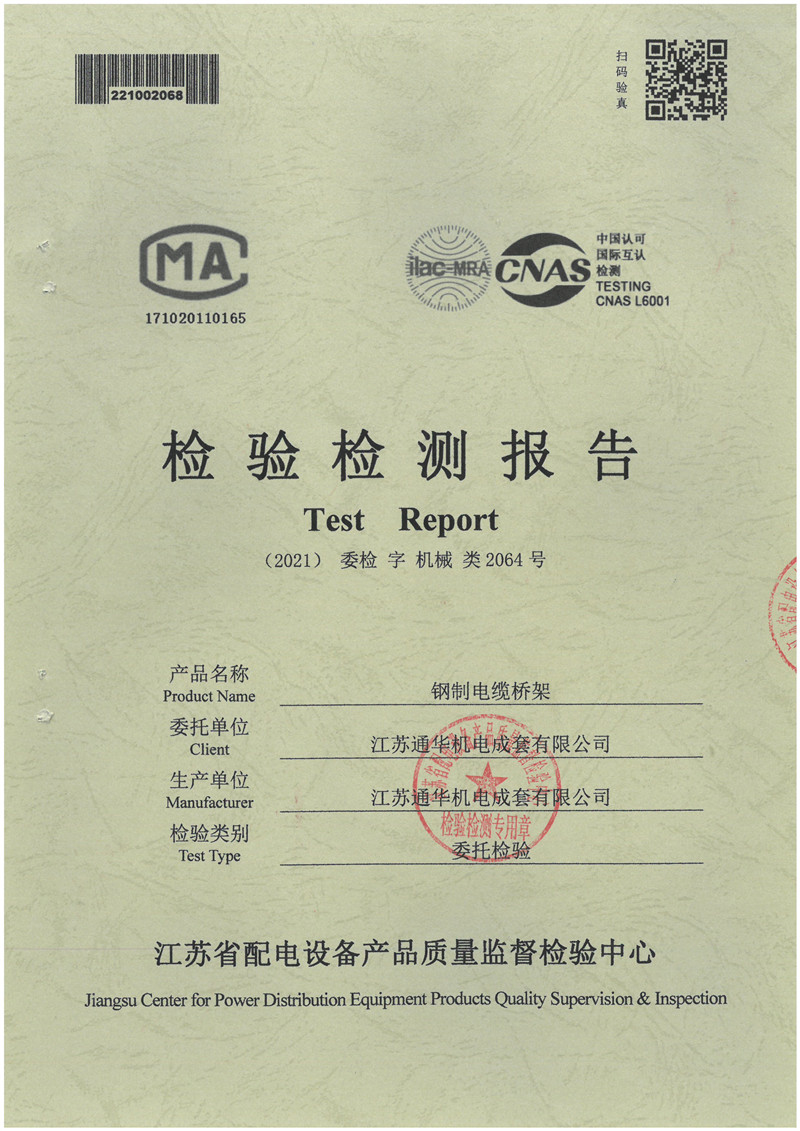 221002068
扫码验真
MA
171020110165
ilac-MRA
CNAS
中国认可
国际互认
检测
TESTING
CNAS L6001
检验检测报告
Test Report
（2021） 委检 字 机械 类 2064 号
产品名称
Product Name
钢制电缆桥架
委托单位
Client
江苏通华机电成套有限公司
生产单位
Manufacturer
江苏通华机电成套有限公司
检验检测专用章
检验类别
Test Type
委托检验
江苏省配电设备产品质量监督检验中心
Jiangsu Center for Power Distribution Equipment Products Quality Supervision & Inspection